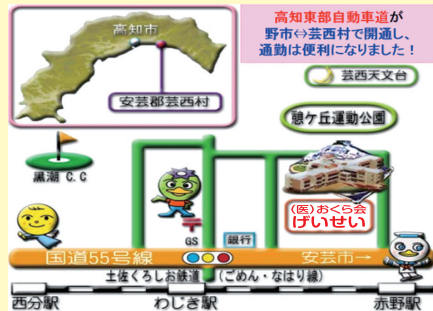 高知市
安芸郡芸西村
高知東部自動車道が
野市⇔芸西村で開通し、
通勤は便利になりました！
芸西天文台
憩ケ丘運動公園
黒潮 C.C
〒
GS
銀行
(医)おくら会
げいせい
国道55号線
安芸市→
土佐くろしお鉄道 (ごめん・なはり線)
西分駅
わじき駅
赤野駅